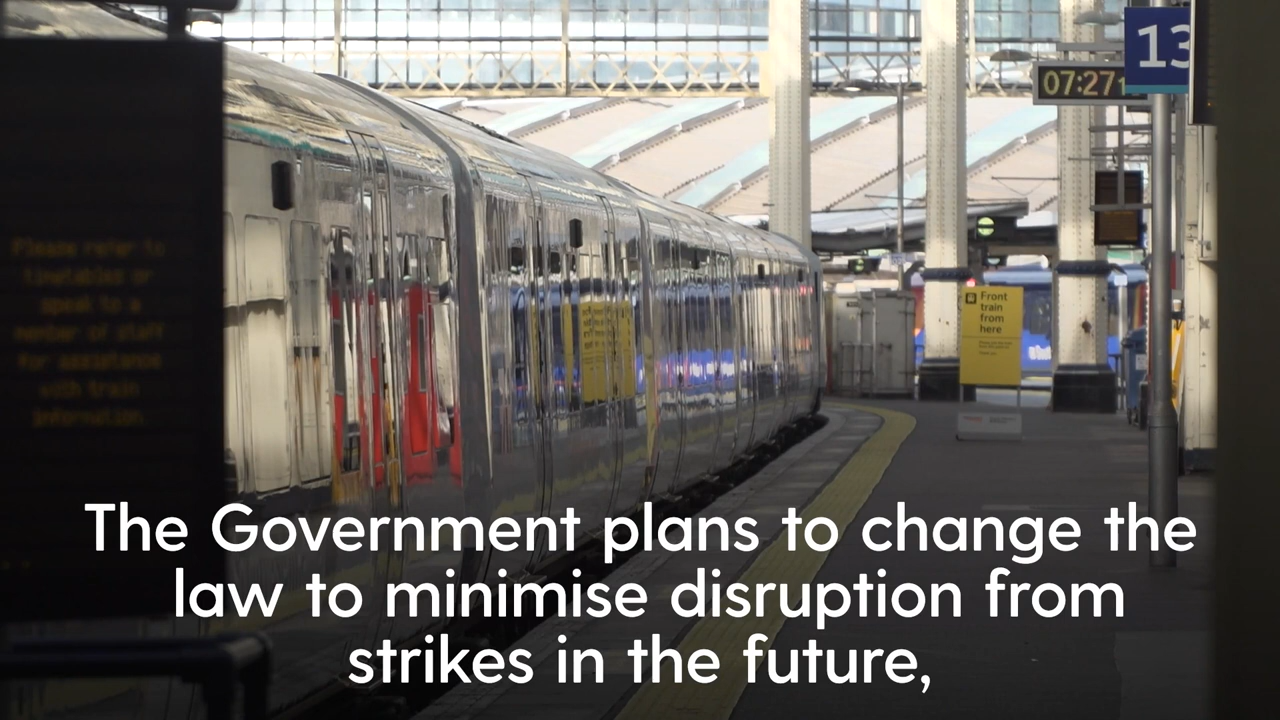 13
07:27
Please refer to
timetables or
speak to a
member of staff
for assistance
with train
information.
Front
train
from
here
The Government plans to change the
law to minimise disruption from
strikes in the future,